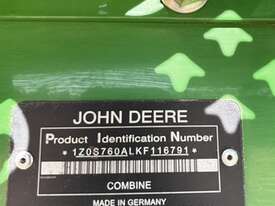 JOHN DEERE
Product Identification Number
*1Z0S760ALKF116791*
COMBINE
MADE IN GERMANY